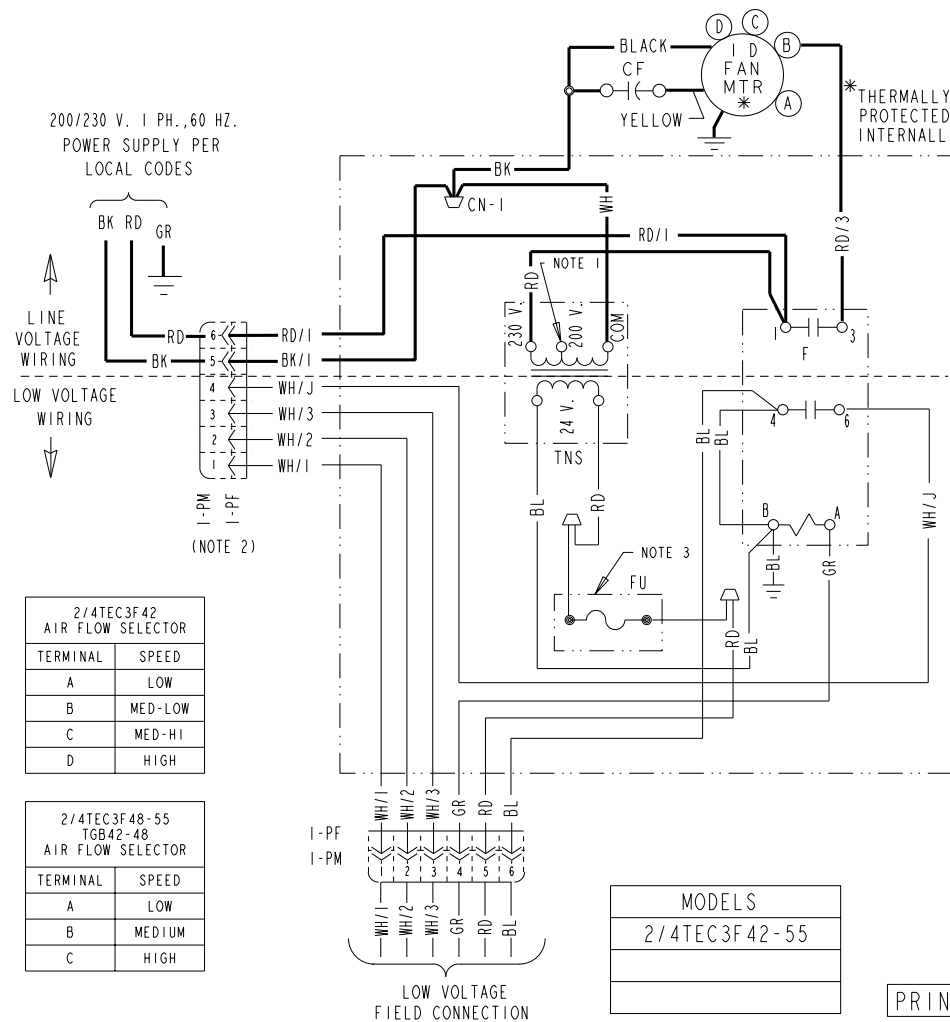 D
C
B
A
BLACK
I D
FAN
MTR
*
CF
YELLOW
* THERMALLY
PROTECTED
INTERNALL
200/230 V. 1 PH.,60 HZ.
POWER SUPPLY PER
LOCAL CODES
BK RD GR
BK
CN-1
WH
RD/1
RD/3
RD
NOTE 1
230 V.
200 V.
COM
1
3
F
LINE
VOLTAGE
WIRING
RD
6
RD/1
BK
5
BK/1
LOW VOLTAGE
WIRING
4
WH/J
3
WH/3
2
WH/2
1
WH/1
24 V.
TNS
4
6
BL
BL
WH/J
1-PM
1-PF
(NOTE 2)
BL
RD
B
A
BL
GR
NOTE 3
FU
RD
BL
2/4TEC3F42
AIR FLOW SELECTOR
TERMINAL SPEED
A LOW
B MED-LOW
C MED-HI
D HIGH
2/4TEC3F48-55
TGB42-48
AIR FLOW SELECTOR
TERMINAL SPEED
A LOW
B MEDIUM
C HIGH
WH/1 WH/2 WH/3 GR RD BL
1-PF
1-PM
1 2 3 4 5 6
WH/1 WH/2 WH/3 GR RD BL
LOW VOLTAGE
FIELD CONNECTION
MODELS
2/4TEC3F42-55
PRIN